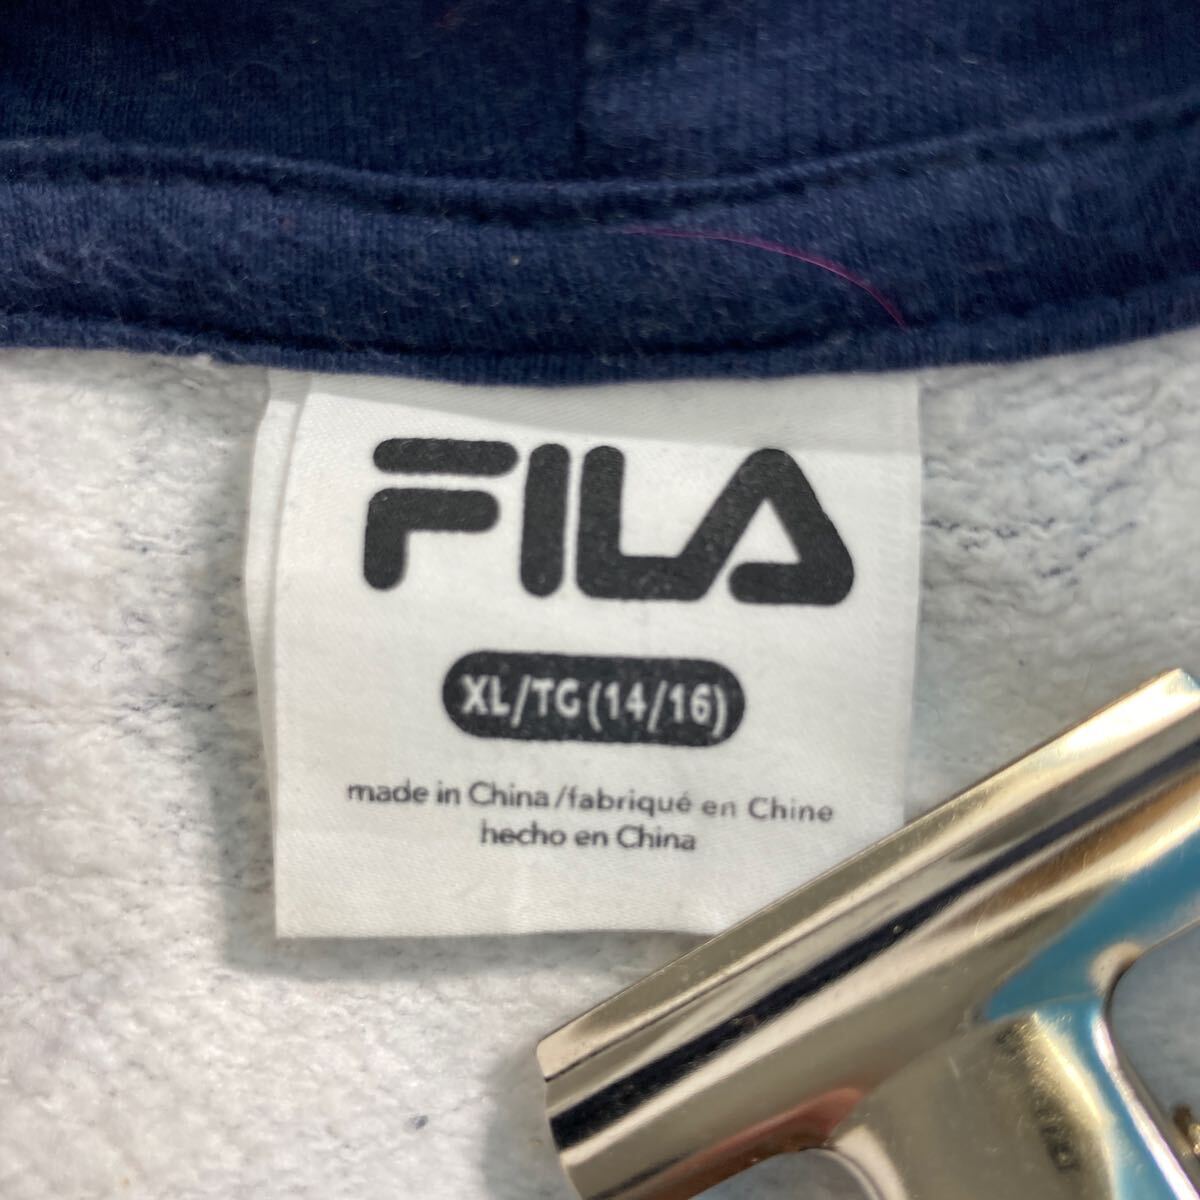 FILA
XL/TG(14/16)
made in China/fabriqué en Chine
hecho en China